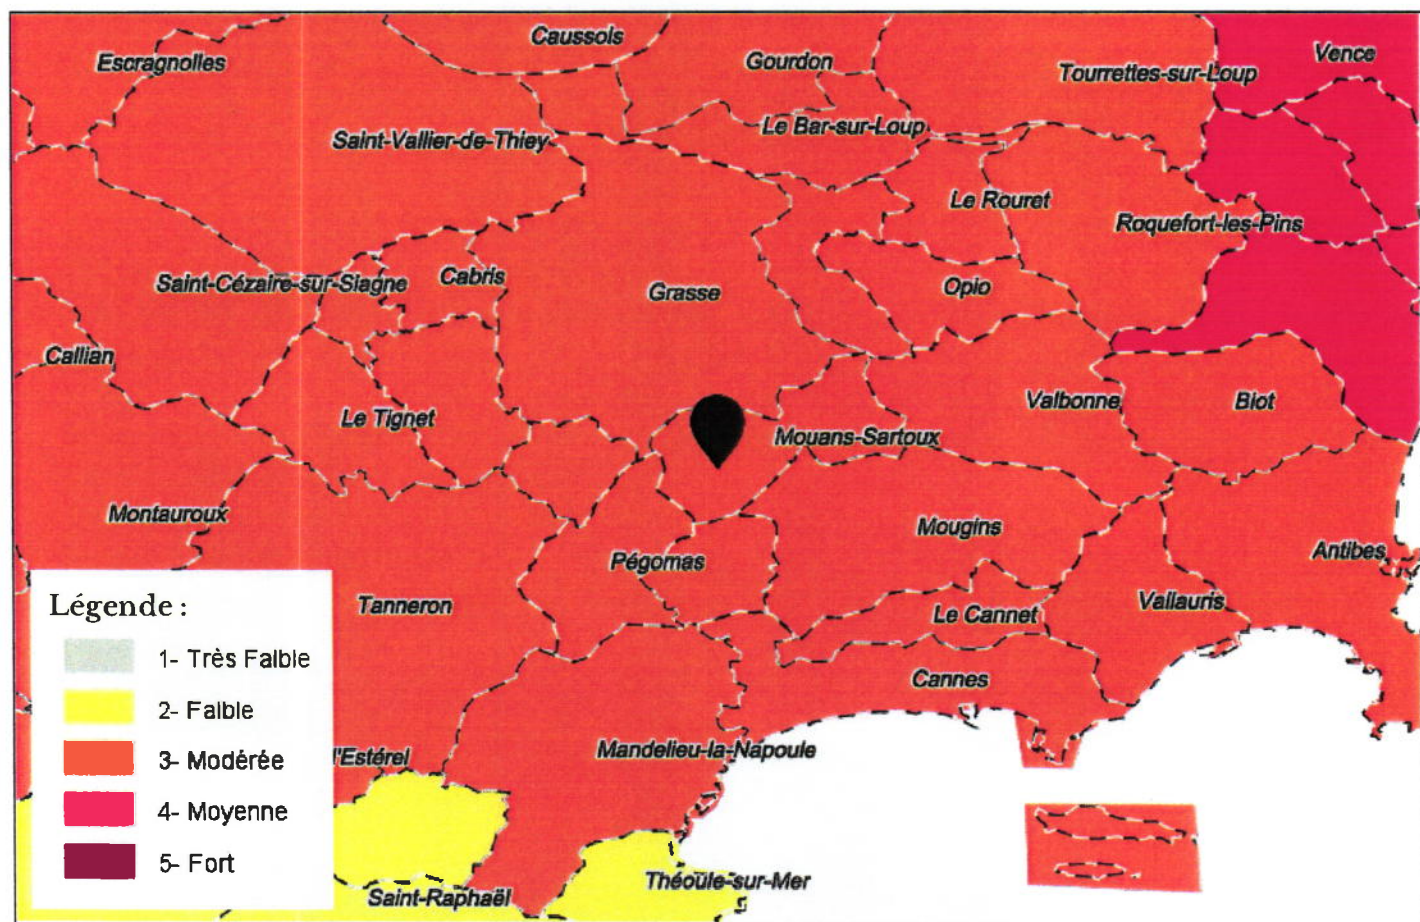 Caussols
Gourdon
Vence
Escragnolles
Tourrettes-sur-Loup
Le Bar-sur-Loup
Saint-Vallier-de-Thiey
Le Rouret
Roquefort-les-Pins
Saint-Cézaire-sur-Siagne
Cabris
Grasse
Opio
Callian
Le Tignet
Valbonne
Biot
Mouans-Sartoux
Montauroux
Mougins
Antibes
Pégomas
Tanneron
Le Cannet
Vallauris
Cannes
l'Estérel
Mandelieu-la-Napoule
Saint-Raphaël
Théoule-sur-Mer
Légende :
1- Très Faible
2- Faible
3- Modérée
4- Moyenne
5- Fort